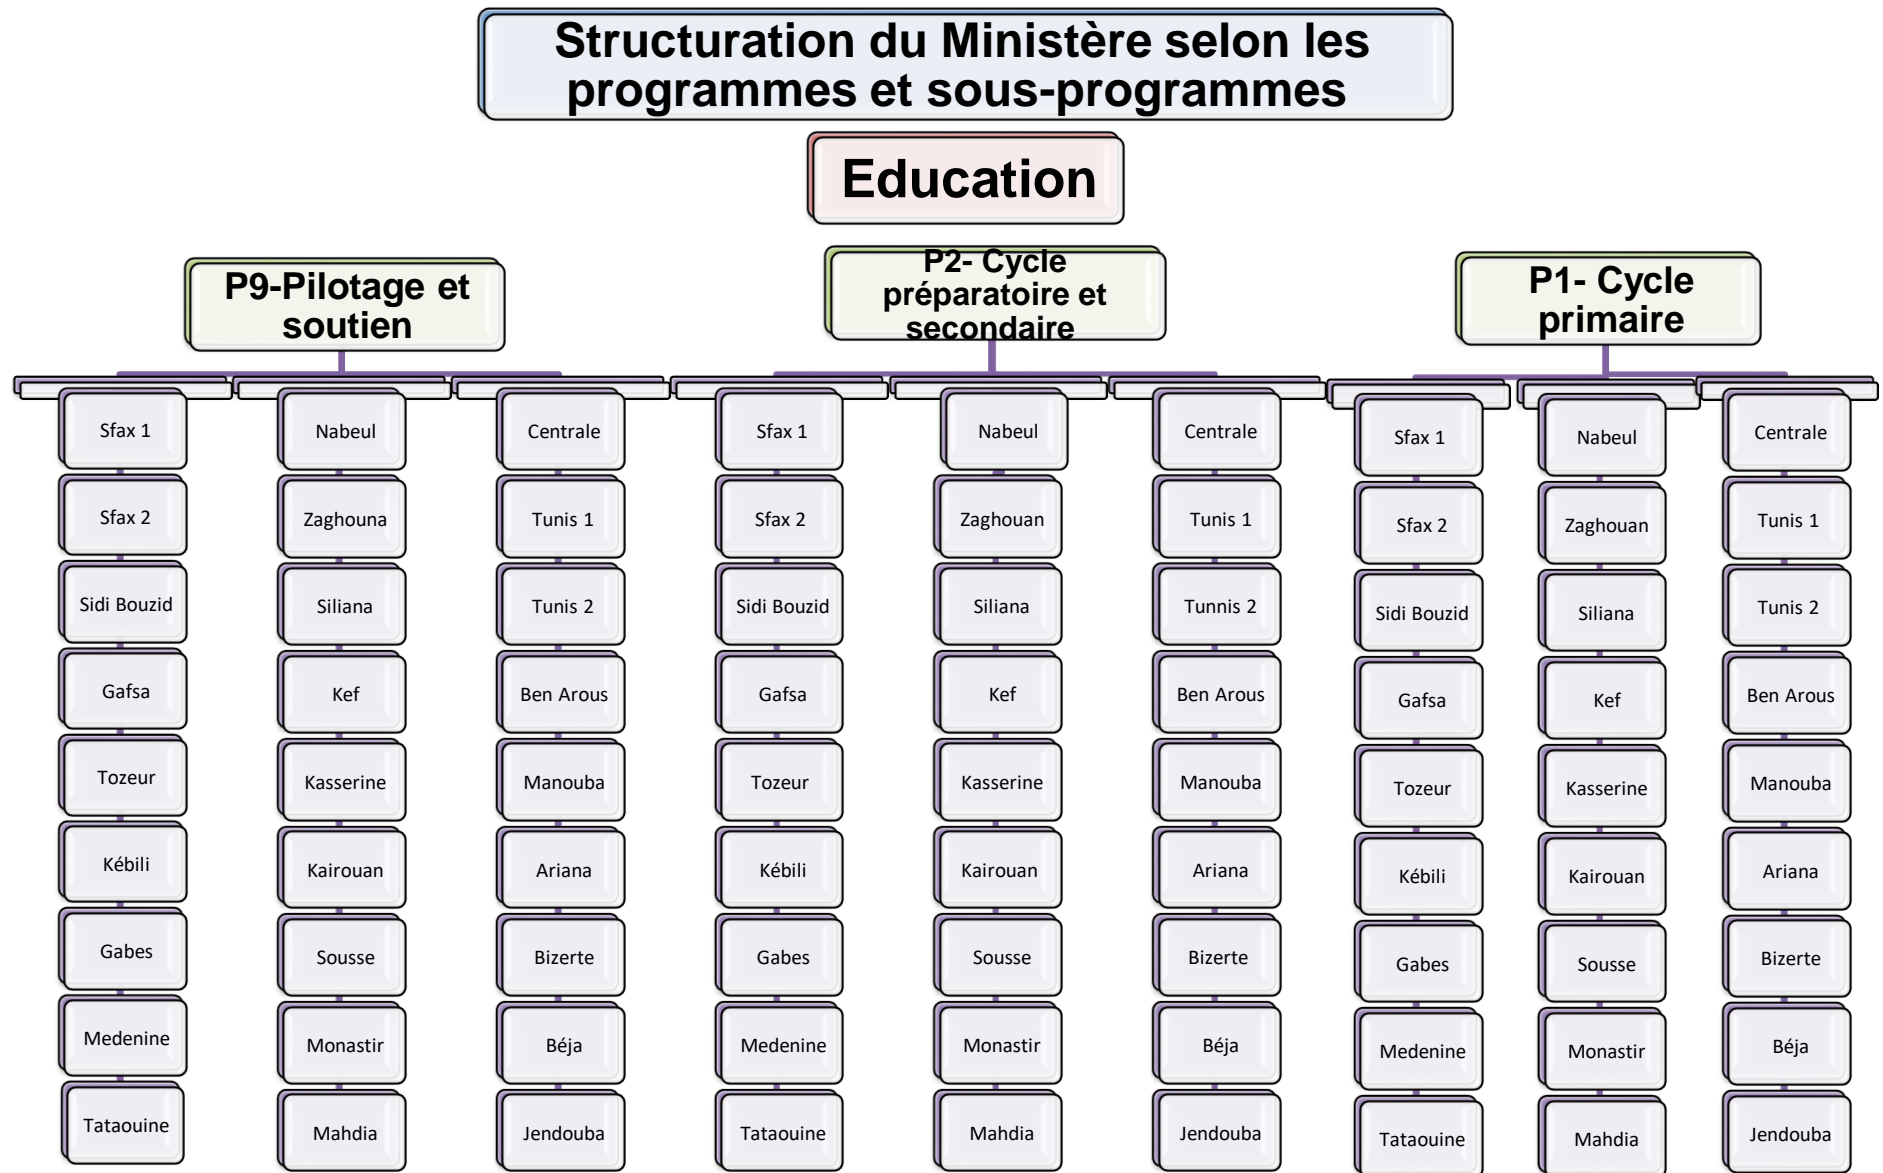 Structuration du Ministère selon les
programmes et sous-programmes
Education
P9-Pilotage et
soutien
Sfax 1
Sfax 2
Sidi Bouzid
Gafsa
Tozeur
Kébili
Gabes
Medenine
Tataouine
Nabeul
Zaghouna
Siliana
Kef
Kasserine
Kairouan
Sousse
Monastir
Mahdia
Centrale
Tunis 1
Tunis 2
Ben Arous
Manouba
Ariana
Bizerte
Béja
Jendouba
P2- Cycle
préparatoire et
secondaire
Sfax 1
Sfax 2
Sidi Bouzid
Gafsa
Tozeur
Kébili
Gabes
Medenine
Tataouine
Nabeul
Zaghouan
Siliana
Kef
Kasserine
Kairouan
Sousse
Monastir
Mahdia
Centrale
Tunis 1
Tunnis 2
Ben Arous
Manouba
Ariana
Bizerte
Béja
Jendouba
P1- Cycle
primaire
Sfax 1
Sfax 2
Sidi Bouzid
Gafsa
Tozeur
Kébili
Gabes
Medenine
Tataouine
Nabeul
Zaghouan
Siliana
Kef
Kasserine
Kairouan
Sousse
Monastir
Mahdia
Centrale
Tunis 1
Tunis 2
Ben Arous
Manouba
Ariana
Bizerte
Béja
Jendouba